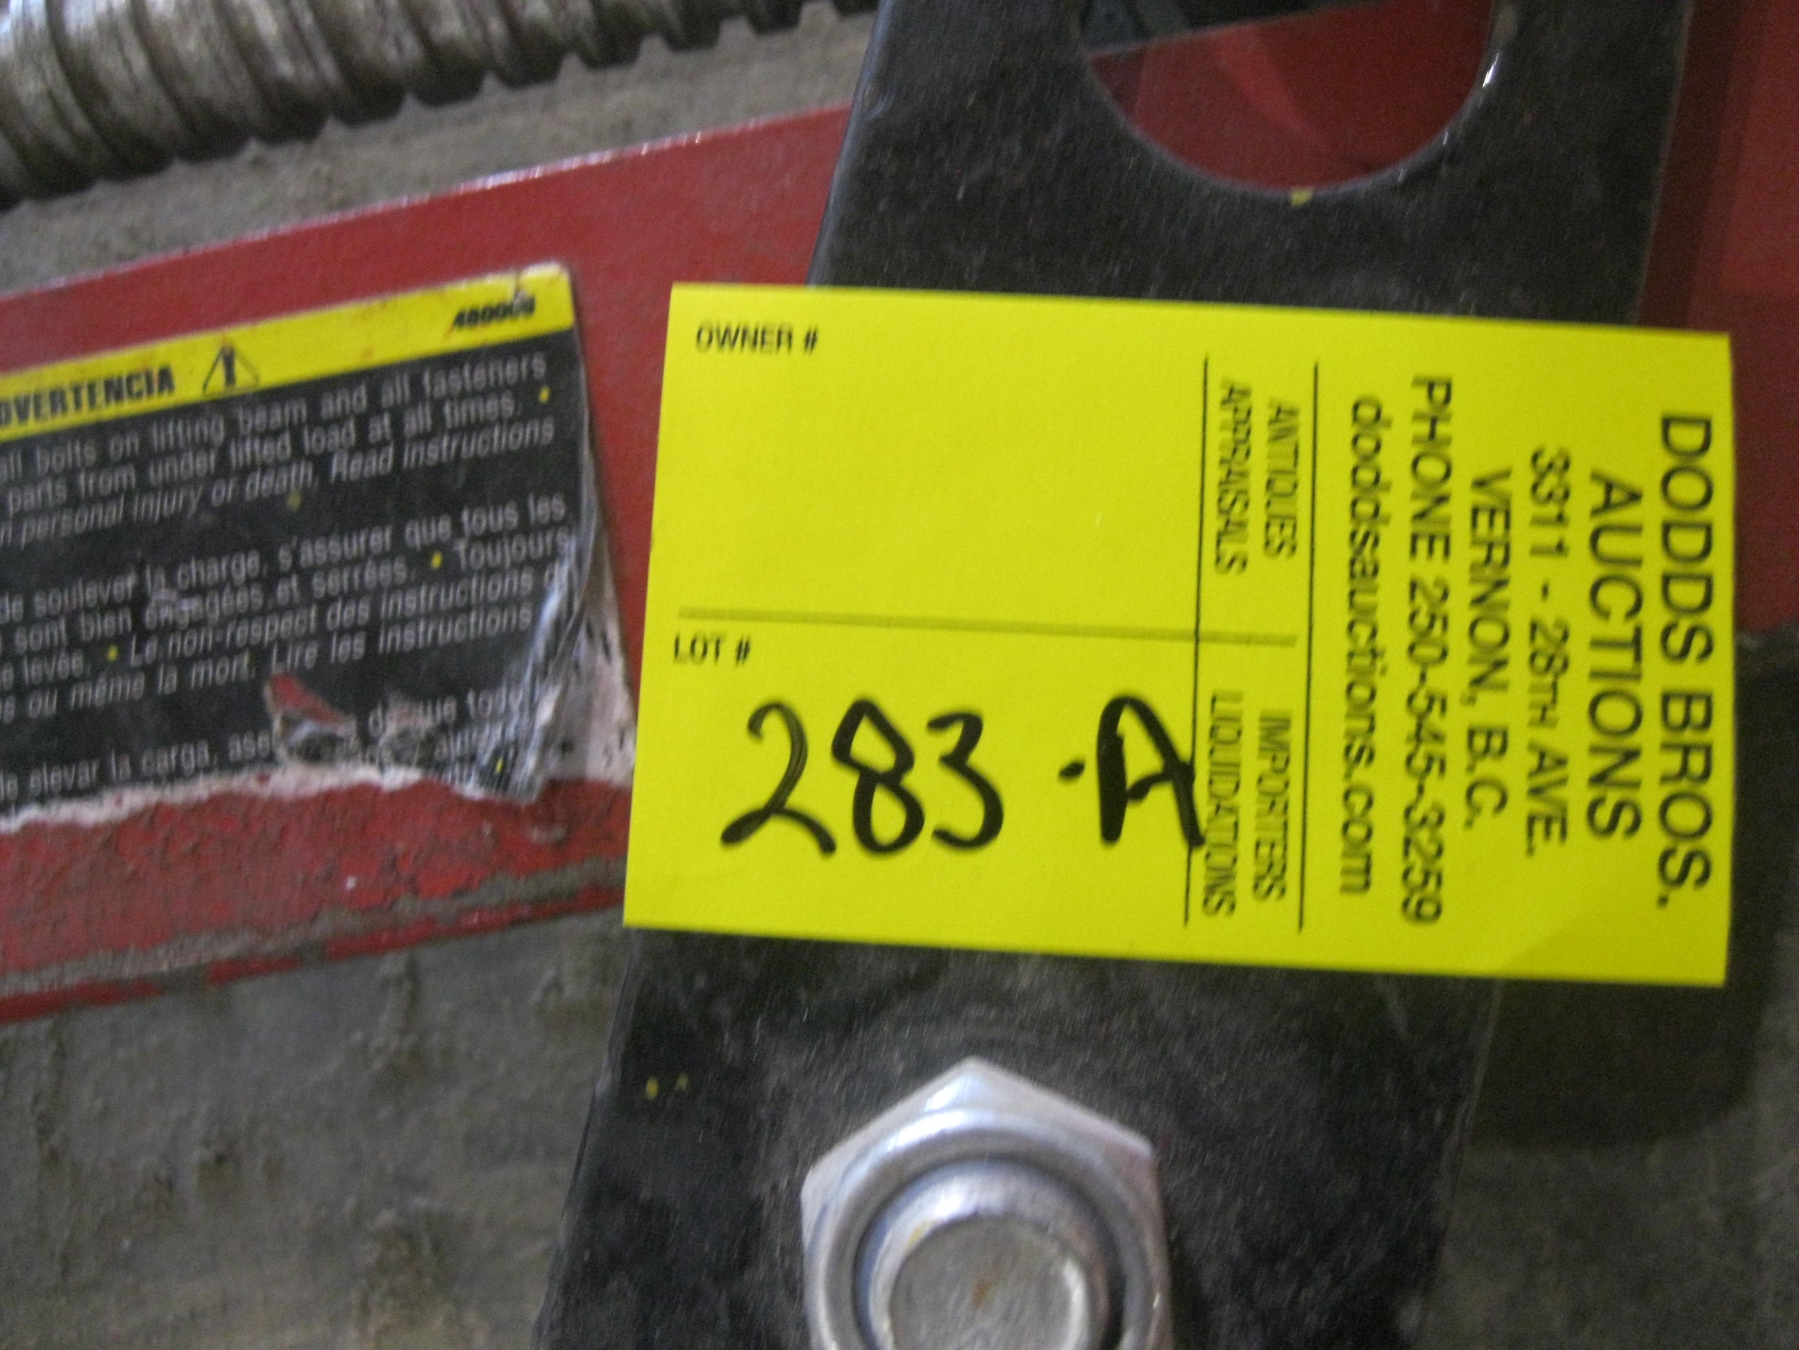 DVERTENCIA
all bolts on lifting beam and all fasteners
parts from under lifted load at all times. •
personal injury or death. Read instructions
de soulever la charge, s'assurer que tous les
sont bien engagées et serrées. • Toujours
levée. • Le non-respect des instructions
ou même la mort. Lire les instructions
elevar la carga, ase que
OWNER #
LOT #
283-A
DODDS BROS.
AUCTIONS
3311 - 28TH AVE.
VERNON, B.C.
PHONE 250-545-3259
doddsauctions.com
ANTIQUES IMPORTERS
APPRAISALS LIQUIDATIONS